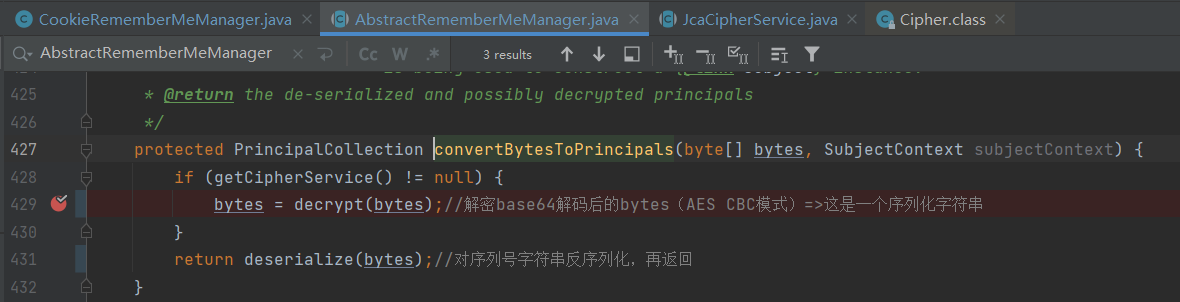 CookieRememberMeManager.java × AbstractRememberMeManager.java × JcaCipherService.java × Cipher.class ×
AbstractRememberMeManager × Cc W .* 3 results
425 * @return the de-serialized and possibly decrypted principals
426 */
427 protected PrincipalCollection convertBytesToPrincipals(byte[] bytes, SubjectContext subjectContext) {
428 if (getCipherService() != null) {
429 bytes = decrypt(bytes);//解密base64解码后的bytes（AES CBC模式）=>这是一个序列化字符串
430 }
431 return deserialize(bytes);//对序列号字符串反序列化，再返回
432 }